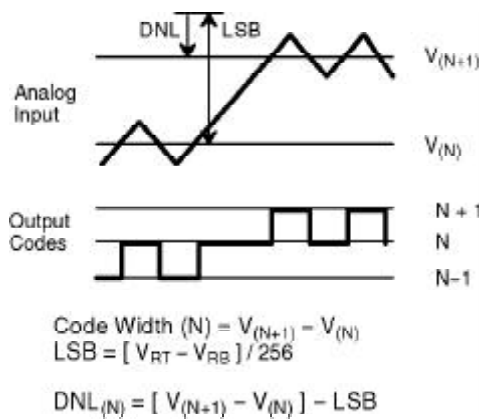 DNL LSB
V(N+1)
Analog
Input
V(N)
Output
Codes
N + 1
N
N−1
Code Width (N) = V(N+1) − V(N)
LSB = [ VRT − VRB ] / 256
DNL(N) = [ V(N+1) − V(N) ] − LSB